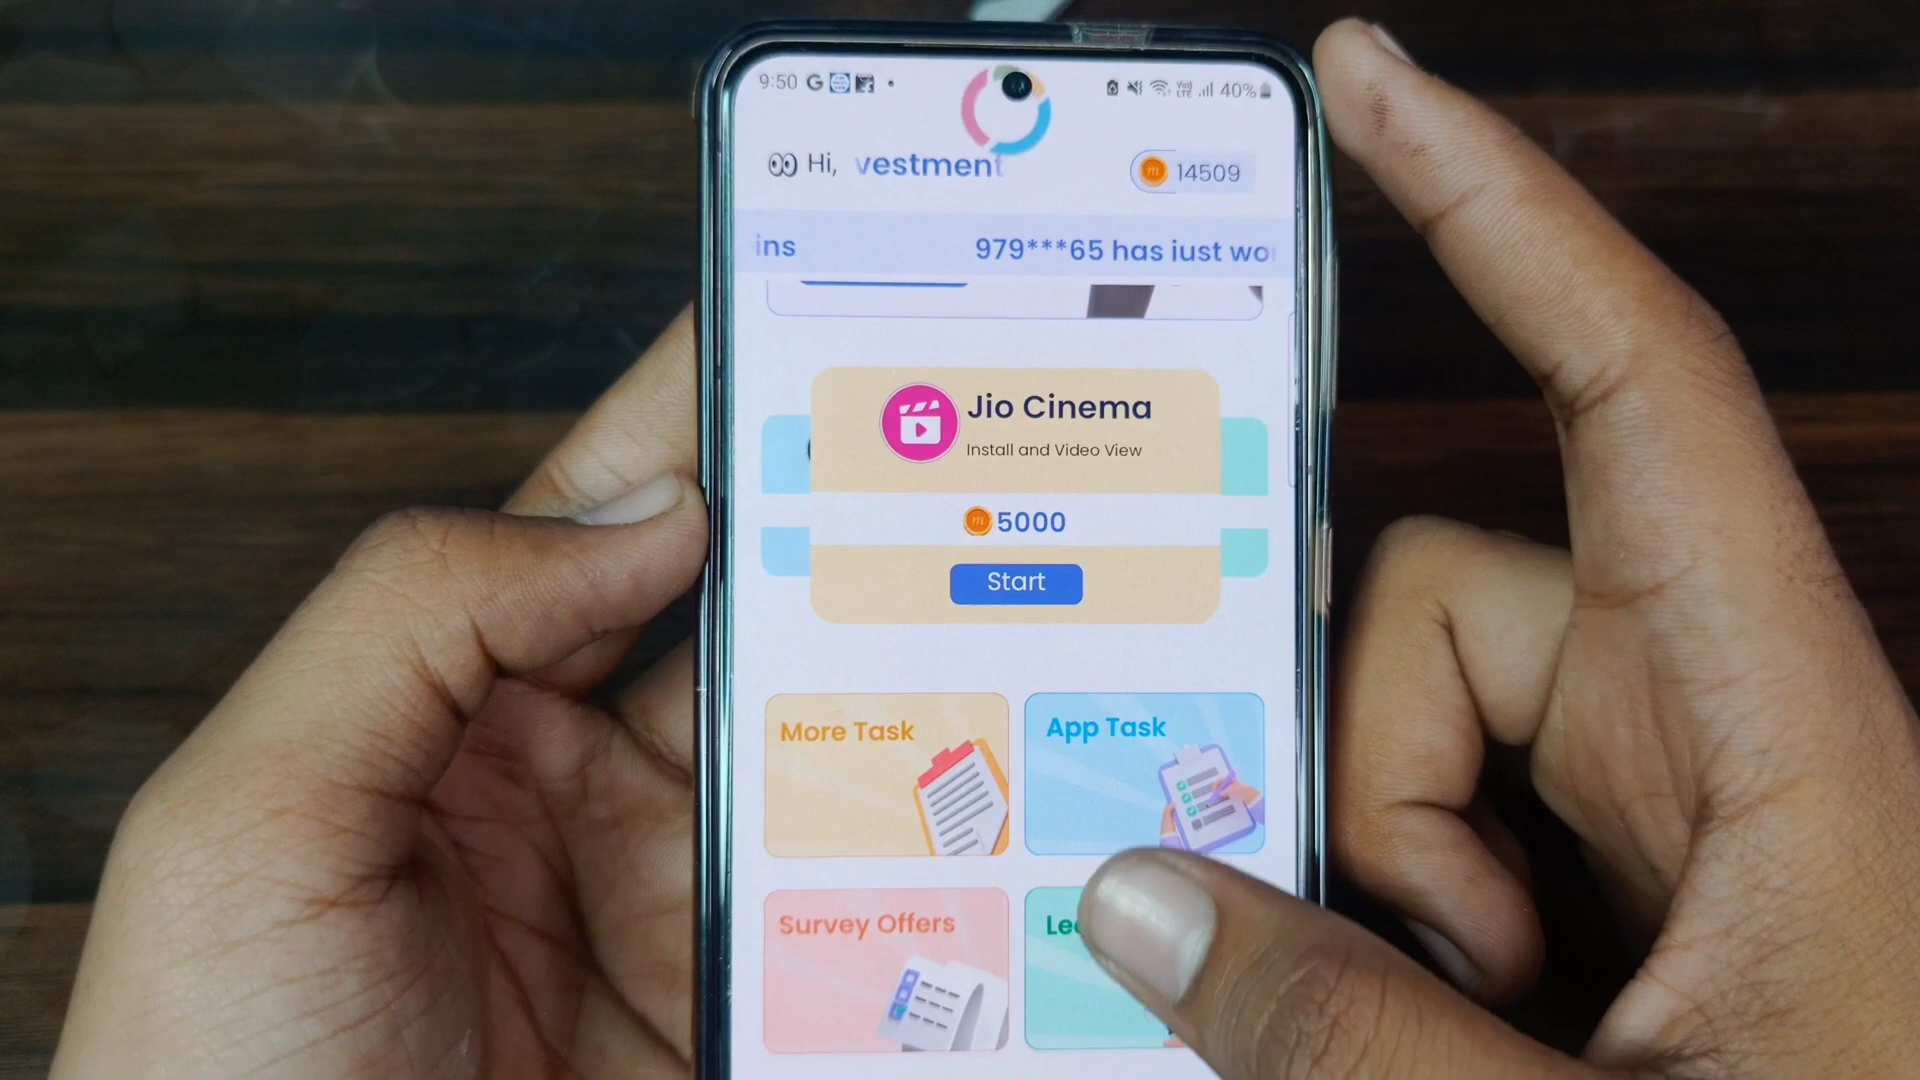 9:50 G 40%
Hi, vestment
14509
ins 979***65 has just wo
Jio Cinema
Install and Video View
5000
Start
More Task
App Task
Survey Offers
Le